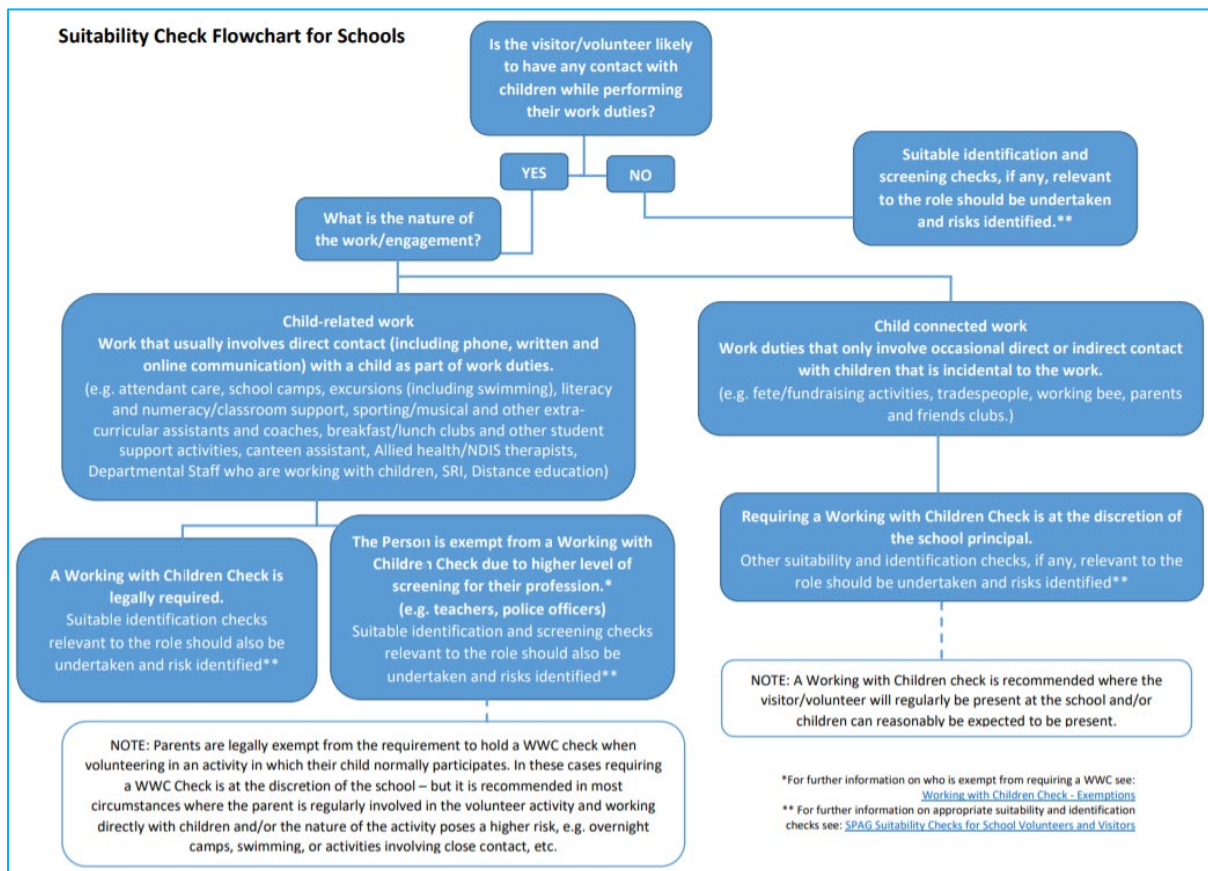 Suitability Check Flowchart for Schools
Is the visitor/volunteer likely
to have any contact with
children while performing
their work duties?
YES
NO
Suitable identification and
screening checks, if any, relevant
to the role should be undertaken
and risks identified.**
What is the nature of
the work/engagement?
Child-related work
Work that usually involves direct contact (including phone, written and
online communication) with a child as part of work duties.
(e.g. attendant care, school camps, excursions (including swimming), literacy
and numeracy/classroom support, sporting/musical and other extra-
curricular assistants and coaches, breakfast/lunch clubs and other student
support activities, canteen assistant, Allied health/NDIS therapists,
Departmental Staff who are working with children, SRI, Distance education)
Child connected work
Work duties that only involve occasional direct or indirect contact
with children that is incidental to the work.
(e.g. fete/fundraising activities, tradespeople, working bee, parents
and friends clubs.)
A Working with Children Check is
legally required.
Suitable identification checks
relevant to the role should also be
undertaken and risk identified**
The Person is exempt from a Working with
Children Check due to higher level of
screening for their profession.*
(e.g. teachers, police officers)
Suitable identification and screening checks
relevant to the role should also be
undertaken and risks identified**
Requiring a Working with Children Check is at the discretion of
the school principal.
Other suitability and identification checks, if any, relevant to the
role should be undertaken and risks identified**
NOTE: A Working with Children check is recommended where the
visitor/volunteer will regularly be present at the school and/or
children can reasonably be expected to be present.
NOTE: Parents are legally exempt from the requirement to hold a WWC check when
volunteering in an activity in which their child normally participates. In these cases requiring
a WWC Check is at the discretion of the school – but it is recommended in most
circumstances where the parent is regularly involved in the volunteer activity and working
directly with children and/or the nature of the activity poses a higher risk, e.g. overnight
camps, swimming, or activities involving close contact, etc.
*For further information on who is exempt from requiring a WWC see:
Working with Children Check - Exemptions
** For further information on appropriate suitability and identification
checks see: SPAG Suitability Checks for School Volunteers and Visitors